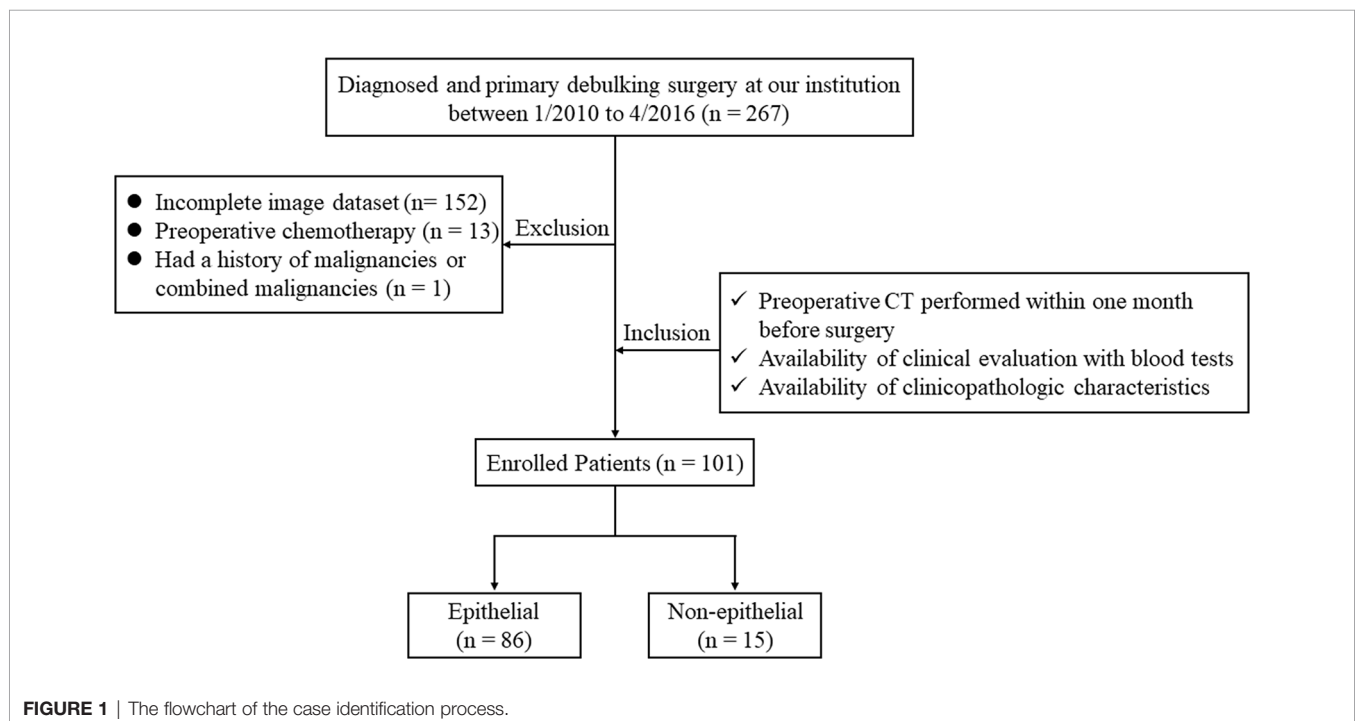 Diagnosed and primary debulking surgery at our institution
between 1/2010 to 4/2016 (n = 267)
● Incomplete image dataset (n= 152)
● Preoperative chemotherapy (n = 13)
● Had a history of malignancies or
combined malignancies (n = 1)
Exclusion
Inclusion
✓ Preoperative CT performed within one month
before surgery
✓ Availability of clinical evaluation with blood tests
✓ Availability of clinicopathologic characteristics
Enrolled Patients (n = 101)
Epithelial
(n = 86)
Non-epithelial
(n = 15)
FIGURE 1 | The flowchart of the case identification process.